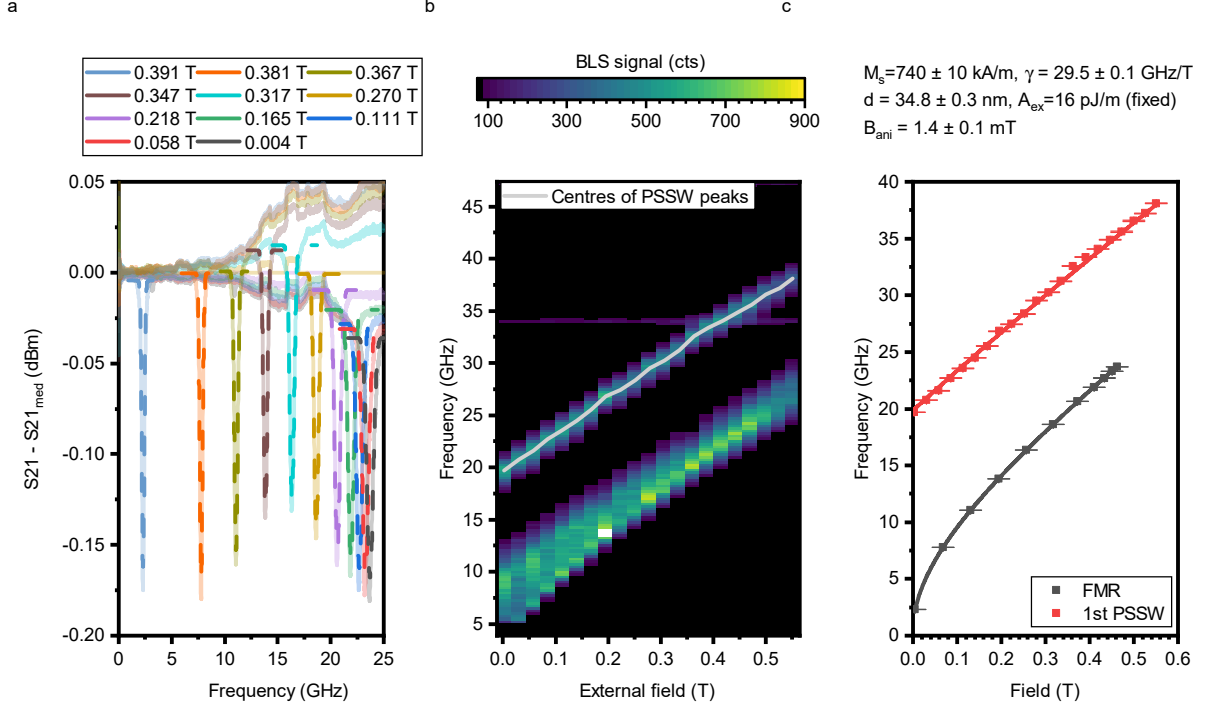 a
b
c
0.391 T 0.381 T 0.367 T
0.347 T 0.317 T 0.270 T
0.218 T 0.165 T 0.111 T
0.058 T 0.004 T
0.05
0.00
-0.05
-0.10
-0.15
-0.20
S21 - S21med (dBm)
0 5 10 15 20 25
Frequency (GHz)
BLS signal (cts)
100 300 500 700 900
Centres of PSSW peaks
45
40
35
30
25
20
15
10
5
Frequency (GHz)
0.0 0.1 0.2 0.3 0.4 0.5
External field (T)
Ms=740 ± 10 kA/m, γ = 29.5 ± 0.1 GHz/T
d = 34.8 ± 0.3 nm, Aex=16 pJ/m (fixed)
Bani = 1.4 ± 0.1 mT
40
35
30
25
20
15
10
5
0
Frequency (GHz)
FMR
1st PSSW
0.0 0.1 0.2 0.3 0.4 0.5 0.6
Field (T)